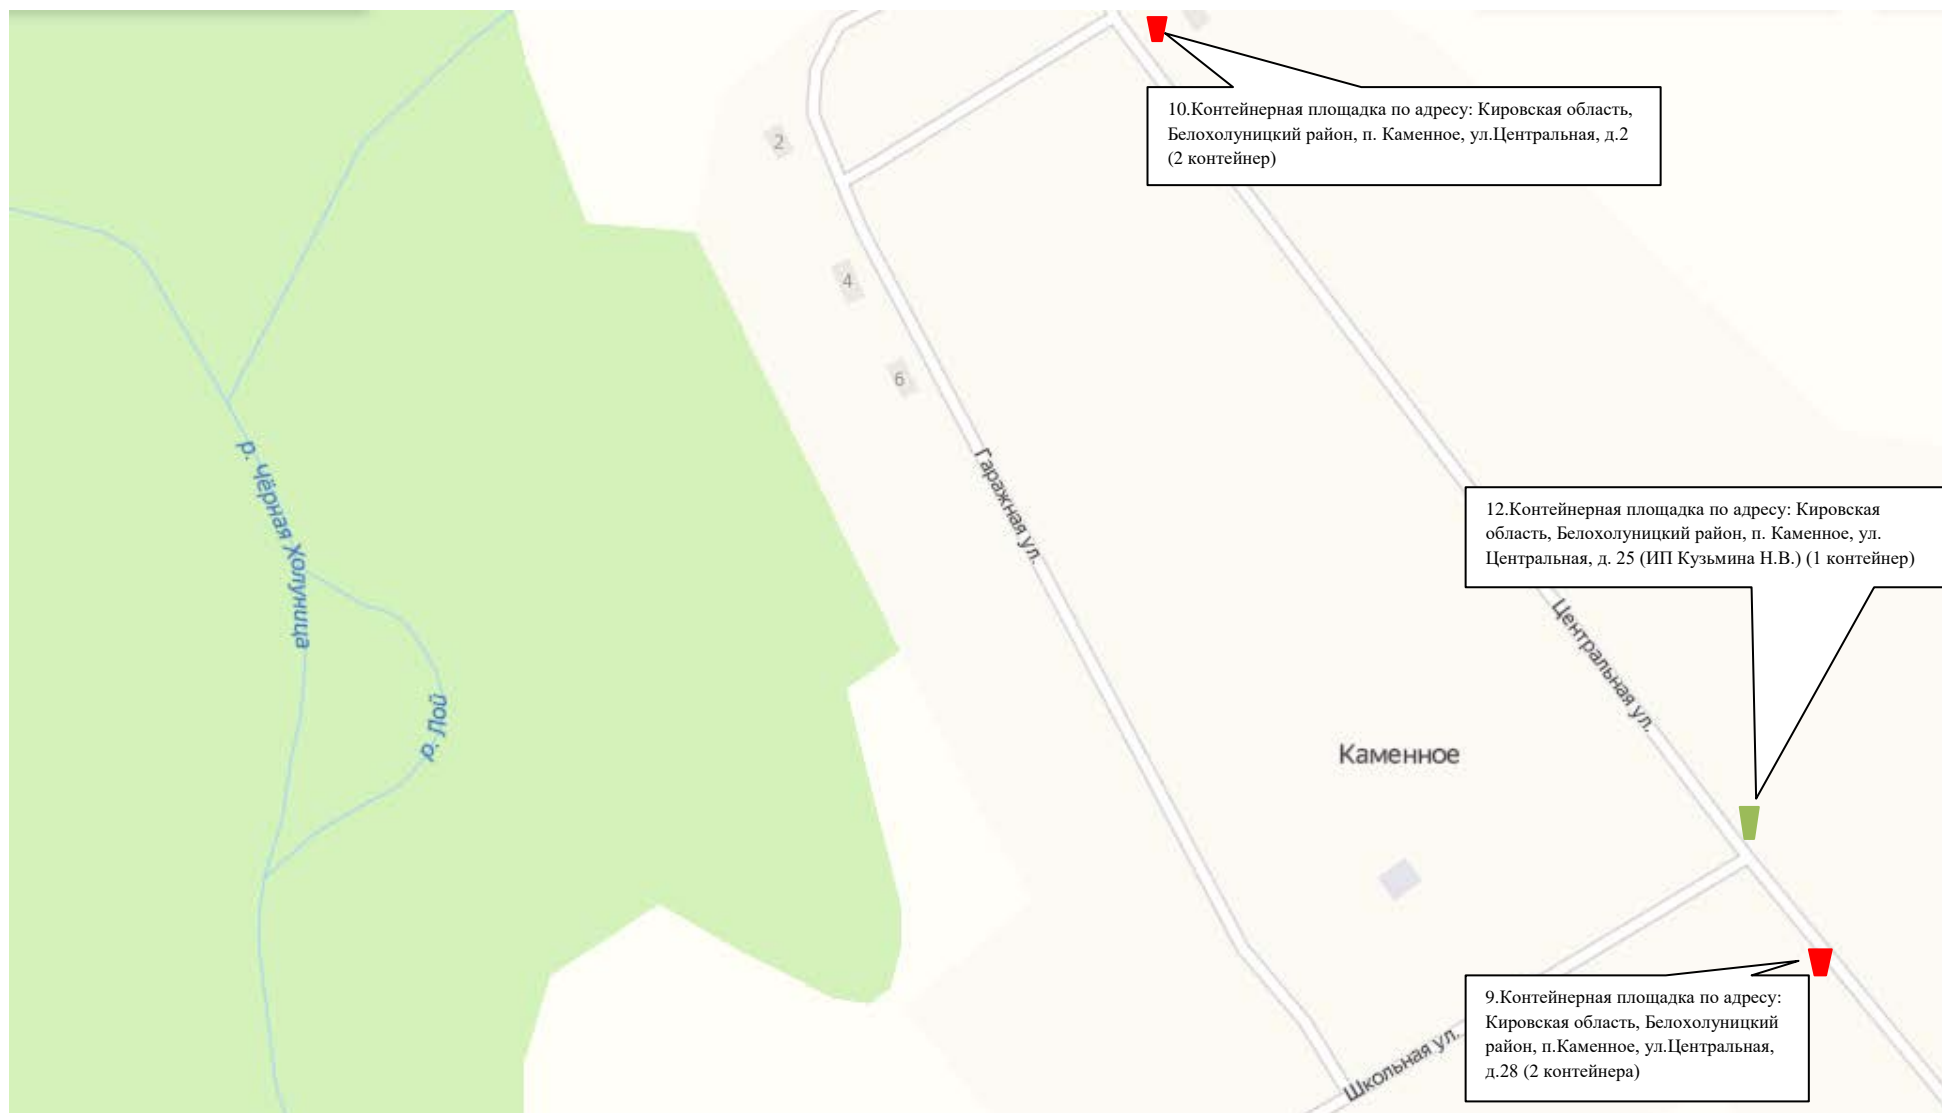 10.Контейнерная площадка по адресу: Кировская область,
Белохолуницкий район, п. Каменное, ул.Центральная, д.2
(2 контейнер)
2
4
6
р. Чёрная Холуница
Гаражная ул.
12.Контейнерная площадка по адресу: Кировская
область, Белохолуницкий район, п. Каменное, ул.
Центральная, д. 25 (ИП Кузьмина Н.В.) (1 контейнер)
Центральная ул.
р. Лой
Каменное
9.Контейнерная площадка по адресу:
Кировская область, Белохолуницкий
район, п.Каменное, ул.Центральная,
д.28 (2 контейнера)
Школьная ул.